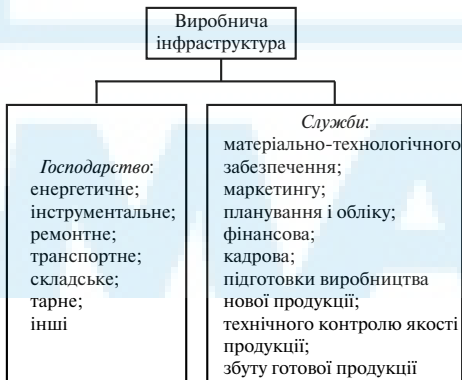 Виробнича
інфраструктура
Господарство:
енергетичне;
інструментальне;
ремонтне;
транспортне;
складське;
тарне;
інші
Служби:
матеріально-технологічного
забезпечення;
маркетингу;
планування і обліку;
фінансова;
кадрова;
підготовки виробництва
нової продукції;
технічного контролю якості
продукції;
збуту готової продукції